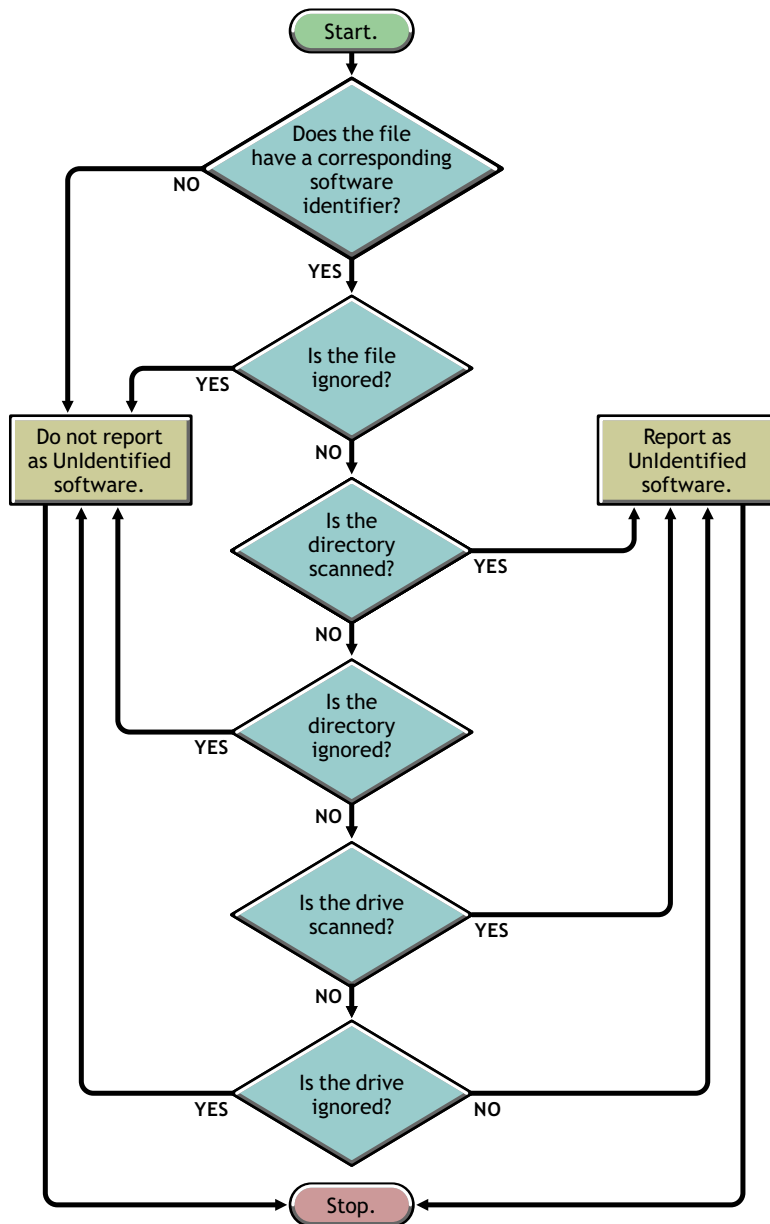 Start.
Does the file
have a corresponding
software
identifier?
NO
YES
Is the file
ignored?
YES
NO
Do not report
as UnIdentified
software.
Report as
UnIdentified
software.
Is the
directory
scanned?
YES
NO
Is the
directory
ignored?
YES
NO
Is the drive
scanned?
YES
NO
Is the drive
ignored?
YES
NO
Stop.